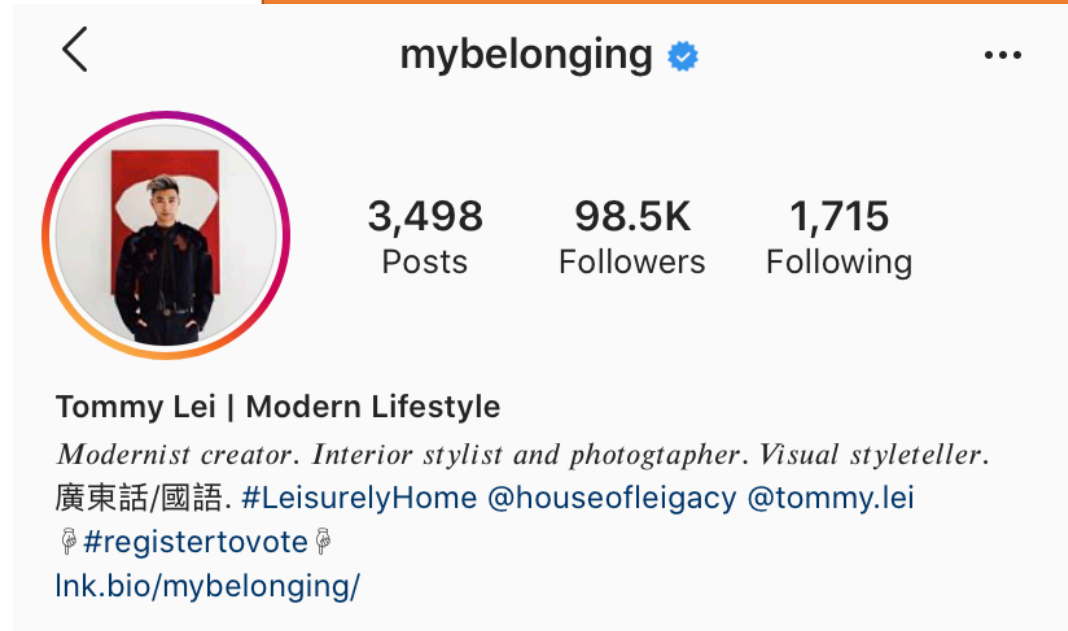 mybelonging
3,498 98.5K 1,715
Posts Followers Following
Tommy Lei | Modern Lifestyle
Modernist creator. Interior stylist and photogtapher. Visual styleteller.
廣東話/國語. #LeisurelyHome @houseofleigacy @tommy.lei
👇#registertovote👇
lnk.bio/mybelonging/